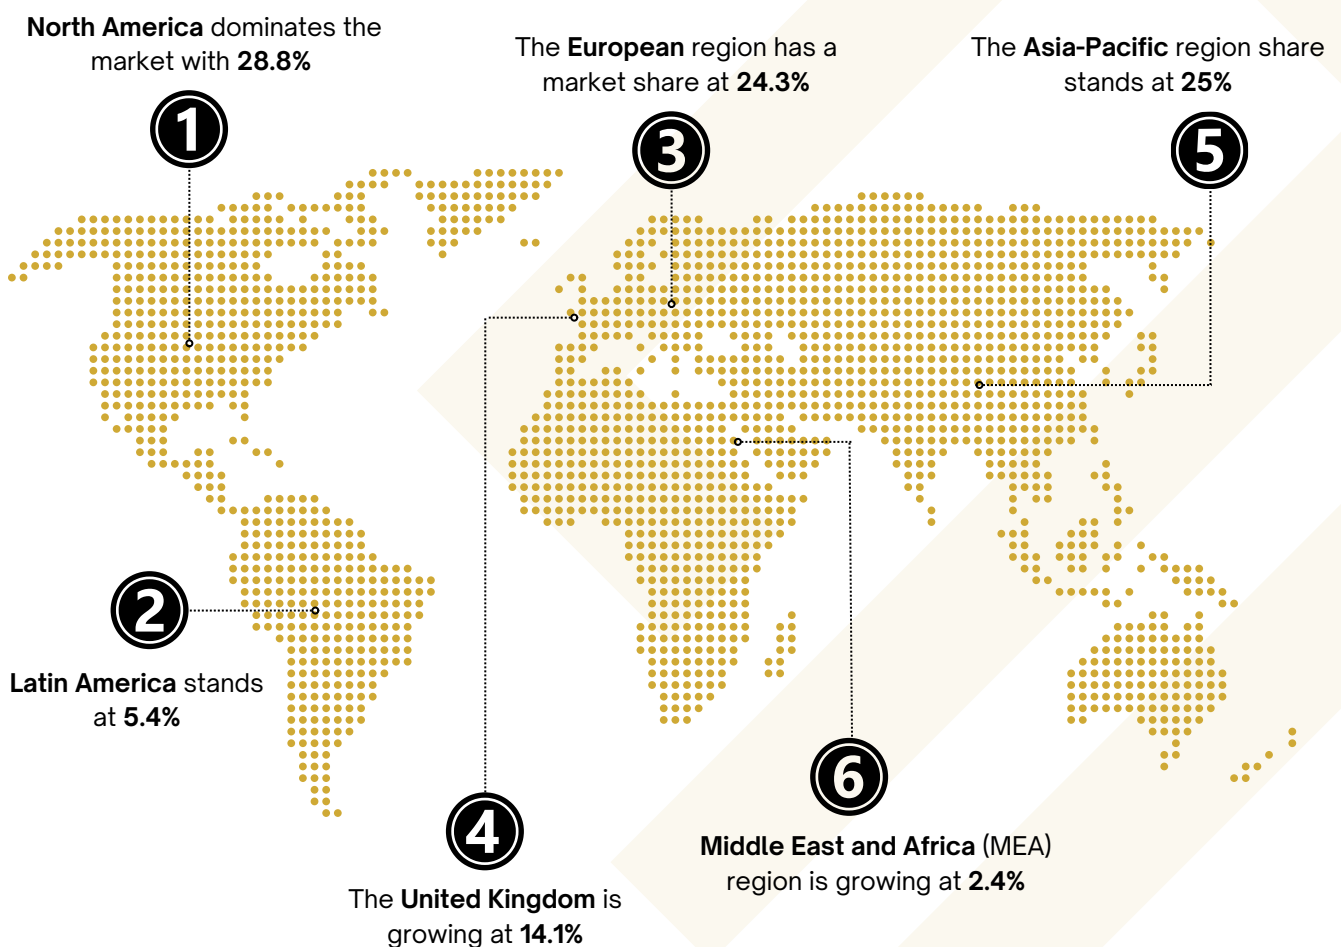 North America dominates the
market with 28.8%
1
The European region has a
market share at 24.3%
3
The Asia-Pacific region share
stands at 25%
5
2
Latin America stands
at 5.4%
4
The United Kingdom is
growing at 14.1%
6
Middle East and Africa (MEA)
region is growing at 2.4%